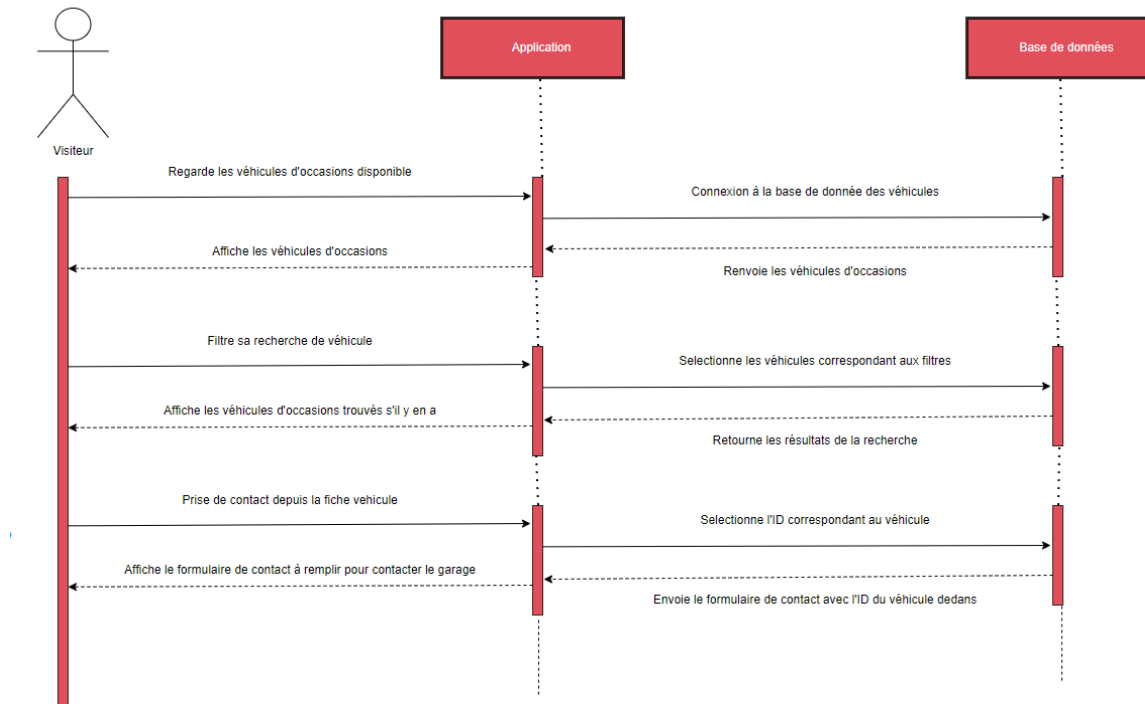 Application
Base de données
Visiteur
Regarde les véhicules d'occasions disponible
Connexion à la base de donnée des véhicules
Affiche les véhicules d'occasions
Renvoie les véhicules d'occasions
Filtre sa recherche de véhicule
Selectionne les véhicules correspondant aux filtres
Affiche les véhicules d'occasions trouvés s'il y en a
Retourne les résultats de la recherche
Prise de contact depuis la fiche vehicule
Selectionne l'ID correspondant au véhicule
Affiche le formulaire de contact à remplir pour contacter le garage
Envoie le formulaire de contact avec l'ID du véhicule dedans